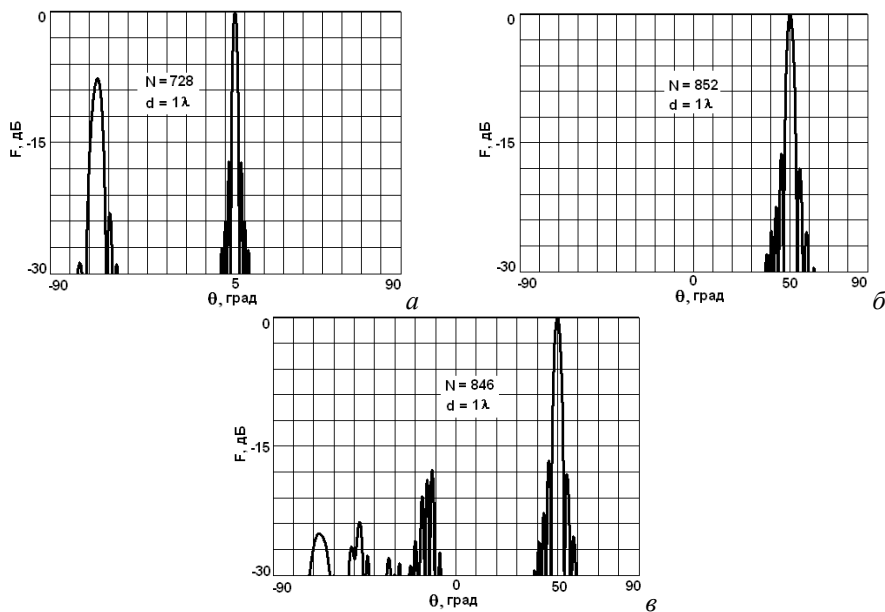 0
N = 728
d = 1λ
-15
F, дБ
-30
-90
5
90
θ, град
а
0
N = 852
d = 1λ
-15
F, дБ
-30
-90
0
50
90
θ, град
б
0
N = 846
d = 1λ
-15
F, дБ
-30
-90
0
50
90
θ, град
в